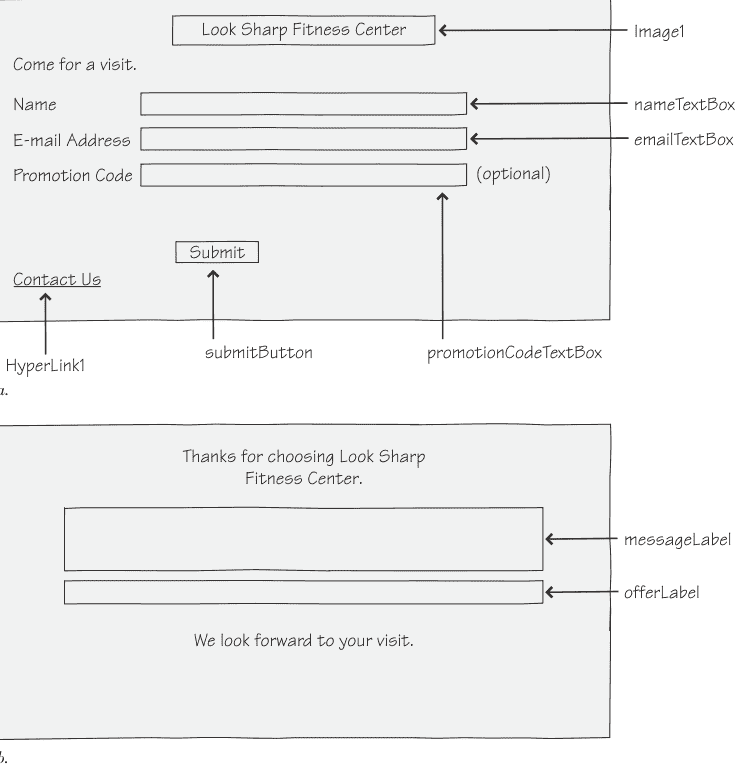 Look Sharp Fitness Center
Image1
Come for a visit.
Name
nameTextBox
E-mail Address
emailTextBox
Promotion Code
(optional)
Submit
Contact Us
submitButton
promotionCodeTextBox
HyperLink1
a.
Thanks for choosing Look Sharp
Fitness Center.
messageLabel
offerLabel
We look forward to your visit.
b.